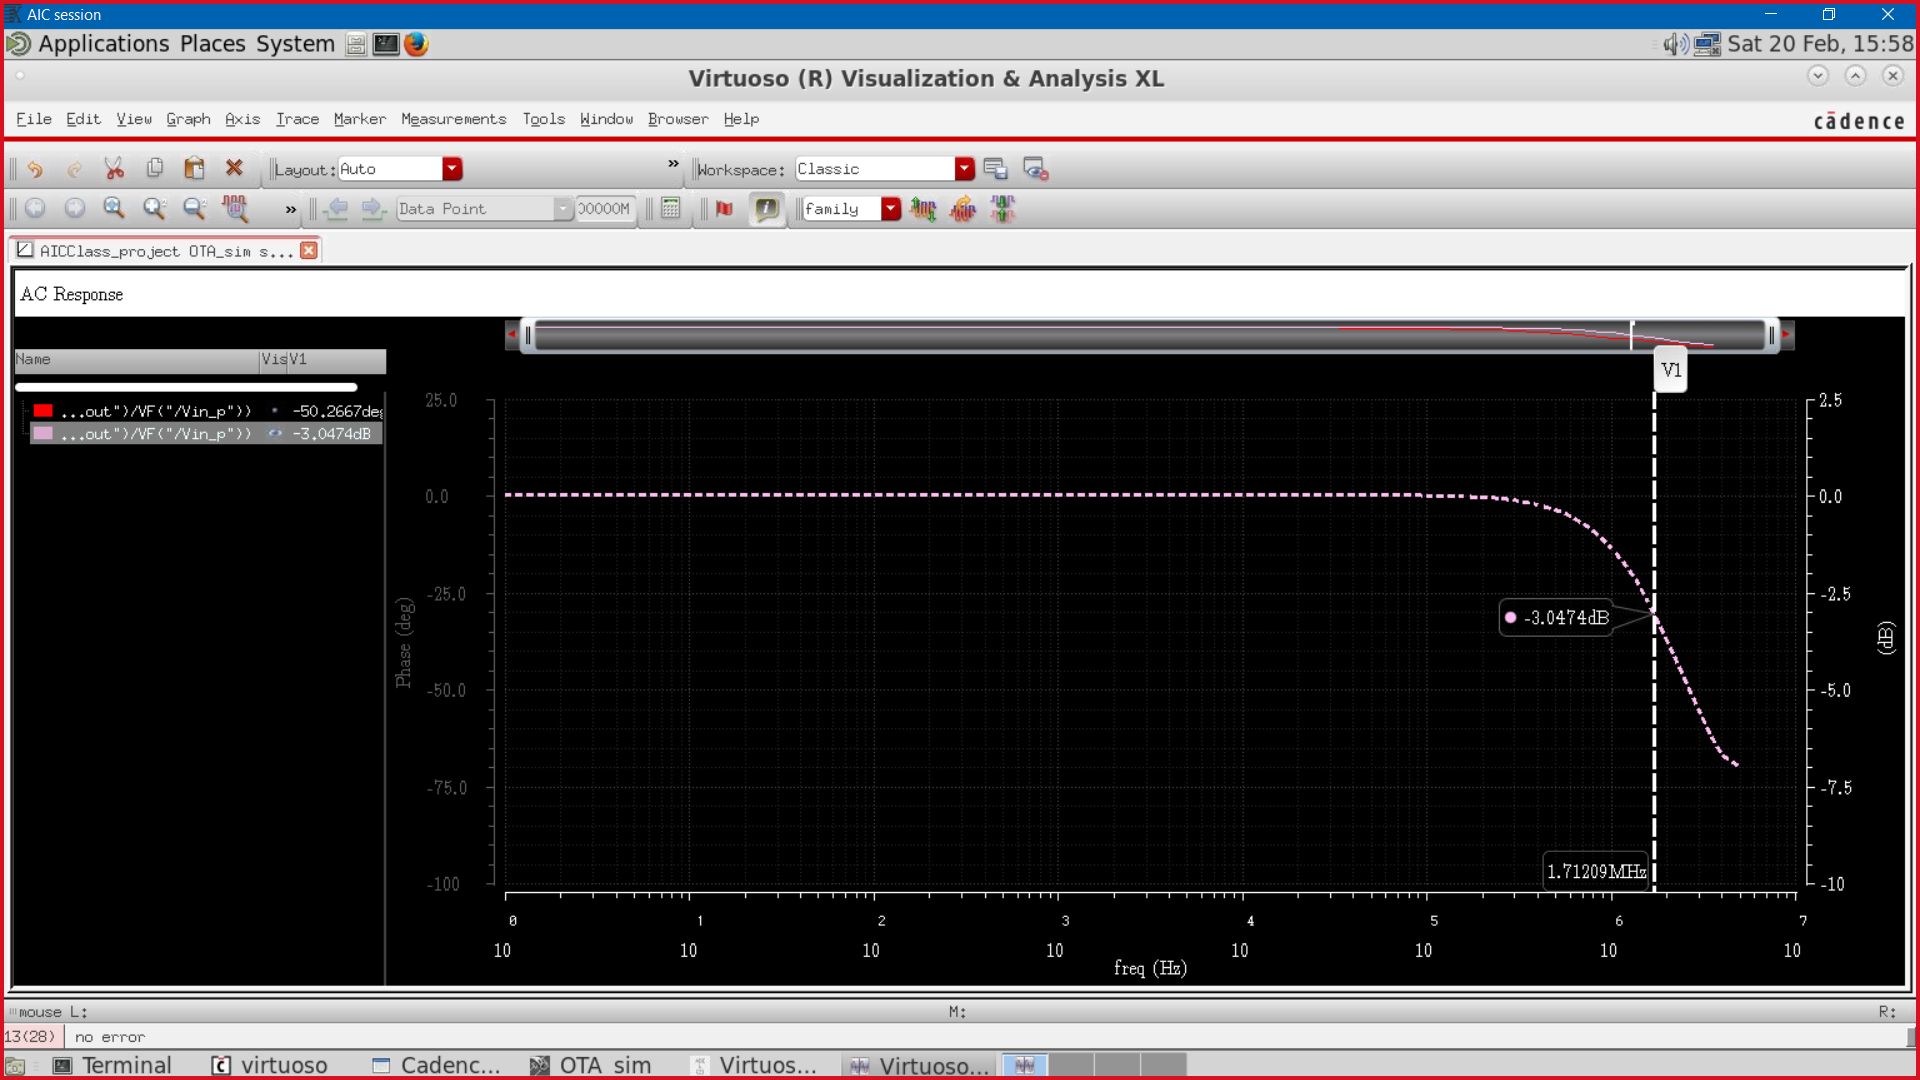 AIC session
Applications Places System
Sat 20 Feb, 15:58
Virtuoso (R) Visualization & Analysis XL
File Edit View Graph Axis Trace Marker Measurements Tools Window Browser Help
cādence
Layout: Auto
»
Workspace: Classic
»
Data Point
00000M
family
AICClass_project OTA_sim s...
AC Response
Name Vis V1
...out")/VF("/Vin_p")) -50.2667deg
...out")/VF("/Vin_p")) -3.0474dB
V1
25.0
0.0
-25.0
-50.0
-75.0
-100
Phase (deg)
2.5
0.0
-2.5
-5.0
-7.5
-10
(dB)
-3.0474dB
1.71209MHz
0 1 2 3 4 5 6 7
10 10 10 10 10 10 10 10
freq (Hz)
mouse L: M: R:
13(28) no error
Terminal virtuoso Cadenc... OTA sim Virtuos... Virtuoso...